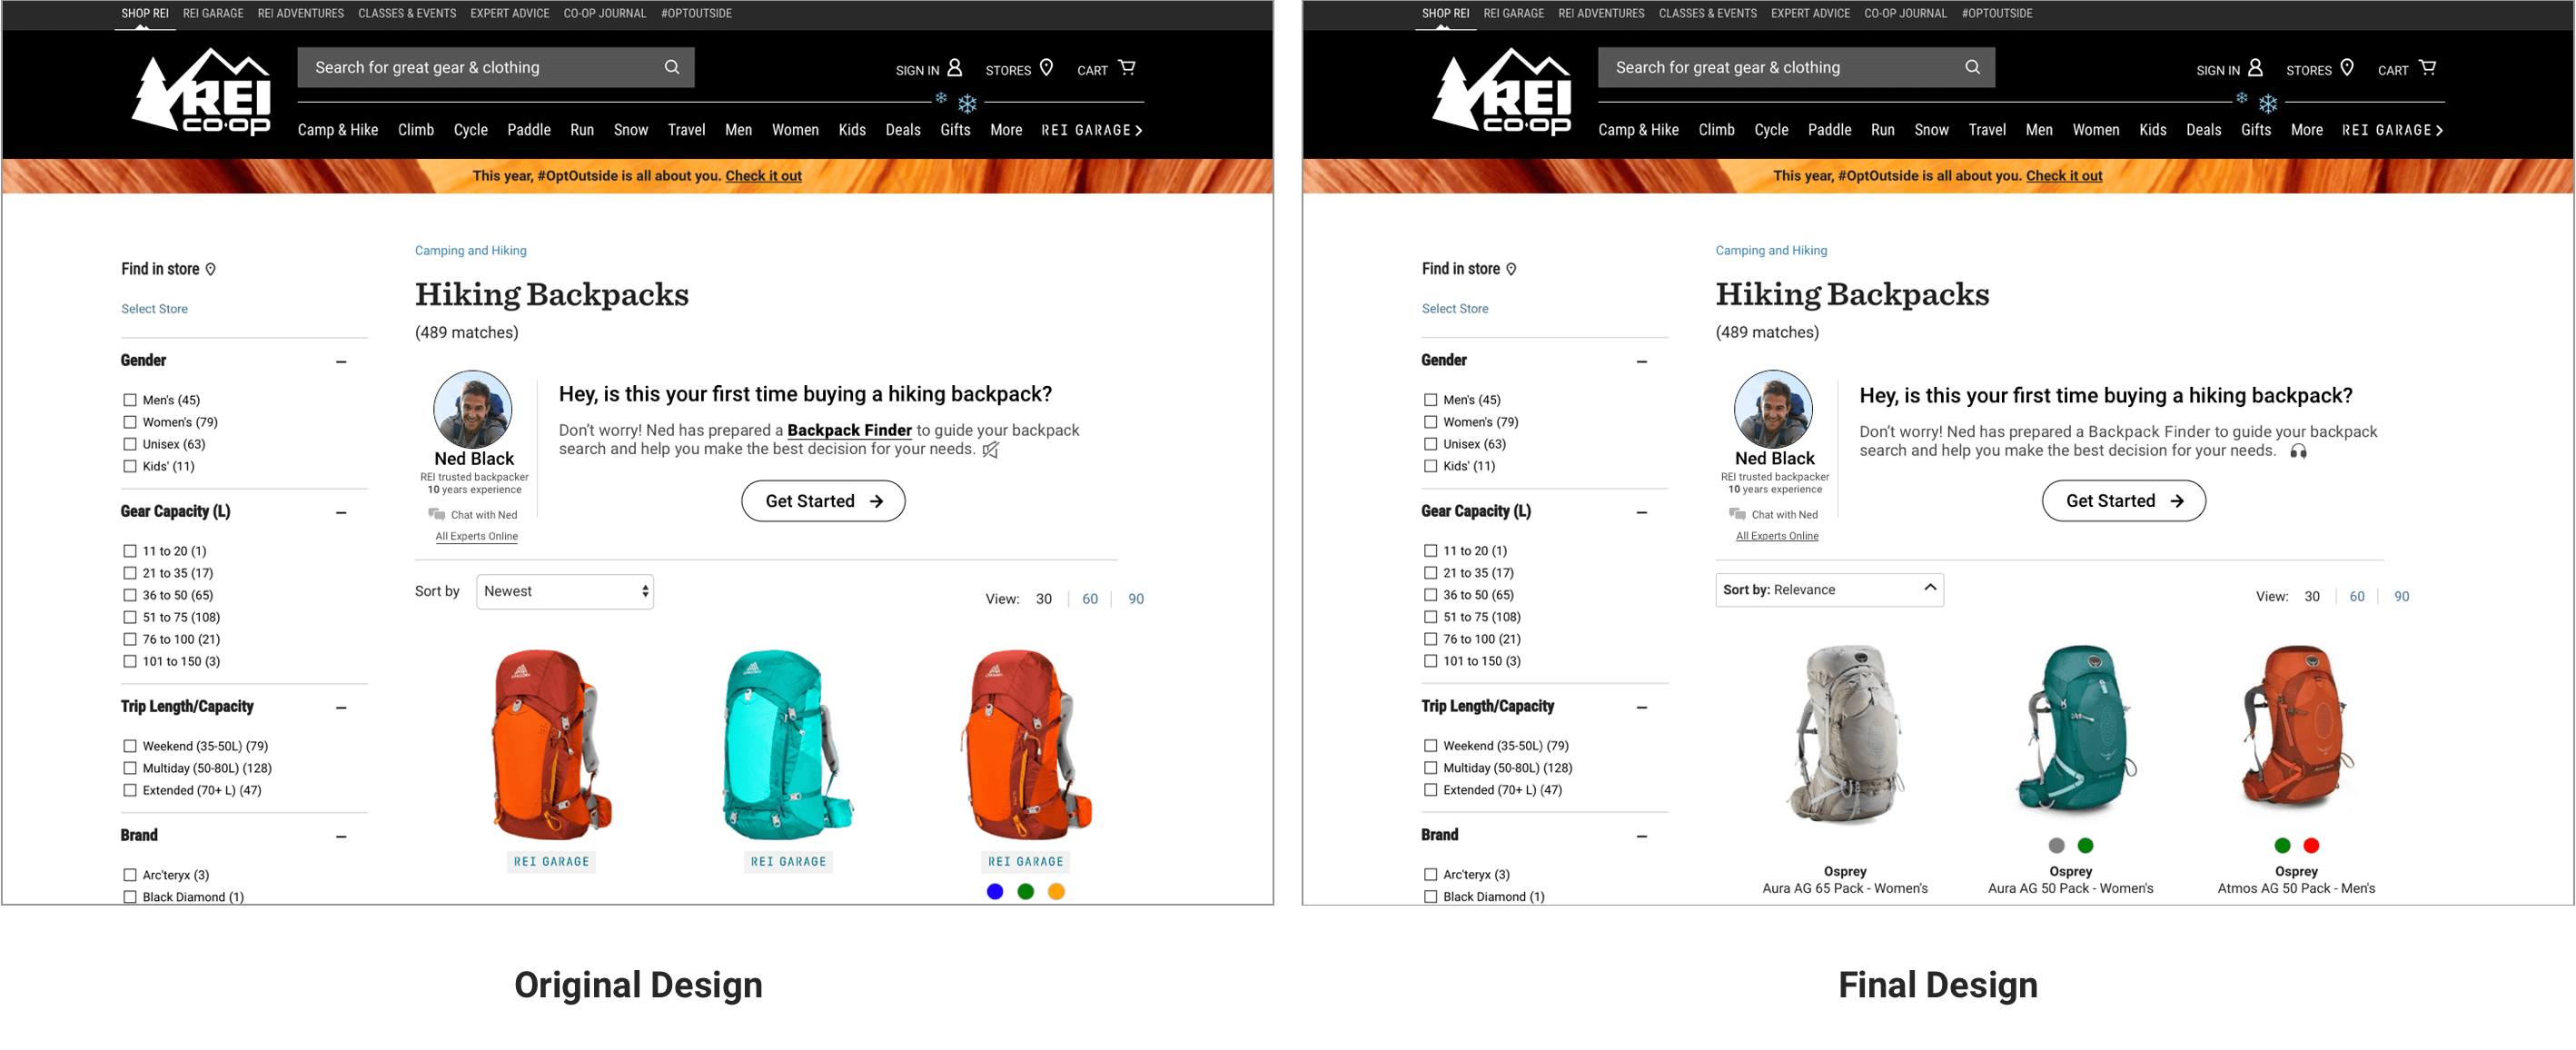 SHOP REI REI GARAGE REI ADVENTURES CLASSES & EVENTS EXPERT ADVICE CO-OP JOURNAL #OPTOUTSIDE
REI
CO·OP
Search for great gear & clothing
SIGN IN STORES CART
Camp & Hike Climb Cycle Paddle Run Snow Travel Men Women Kids Deals Gifts More REI GARAGE
This year, #OptOutside is all about you. Check it out
Find in store
Select Store
Gender
Men's (45)
Women's (79)
Unisex (63)
Kids' (11)
Gear Capacity (L)
11 to 20 (1)
21 to 35 (17)
36 to 50 (65)
51 to 75 (108)
76 to 100 (21)
101 to 150 (3)
Trip Length/Capacity
Weekend (35-50L) (79)
Multiday (50-80L) (128)
Extended (70+ L) (47)
Brand
Arc'teryx (3)
Black Diamond (1)
Camping and Hiking
Hiking Backpacks
(489 matches)
Ned Black
REI trusted backpacker
10 years experience
Chat with Ned
All Experts Online
Hey, is this your first time buying a hiking backpack?
Don't worry! Ned has prepared a Backpack Finder to guide your backpack
search and help you make the best decision for your needs.
Get Started
Sort by Newest
View: 30 60 90
REI GARAGE REI GARAGE REI GARAGE
Original Design
SHOP REI REI GARAGE REI ADVENTURES CLASSES & EVENTS EXPERT ADVICE CO-OP JOURNAL #OPTOUTSIDE
REI
CO·OP
Search for great gear & clothing
SIGN IN STORES CART
Camp & Hike Climb Cycle Paddle Run Snow Travel Men Women Kids Deals Gifts More REI GARAGE
This year, #OptOutside is all about you. Check it out
Find in store
Select Store
Gender
Men's (45)
Women's (79)
Unisex (63)
Kids' (11)
Gear Capacity (L)
11 to 20 (1)
21 to 35 (17)
36 to 50 (65)
51 to 75 (108)
76 to 100 (21)
101 to 150 (3)
Trip Length/Capacity
Weekend (35-50L) (79)
Multiday (50-80L) (128)
Extended (70+ L) (47)
Brand
Arc'teryx (3)
Black Diamond (1)
Camping and Hiking
Hiking Backpacks
(489 matches)
Ned Black
REI trusted backpacker
10 years experience
Chat with Ned
All Experts Online
Hey, is this your first time buying a hiking backpack?
Don't worry! Ned has prepared a Backpack Finder to guide your backpack
search and help you make the best decision for your needs.
Get Started
Sort by: Relevance
View: 30 60 90
Osprey
Aura AG 65 Pack - Women's
Osprey
Aura AG 50 Pack - Women's
Osprey
Atmos AG 50 Pack - Men's
Final Design